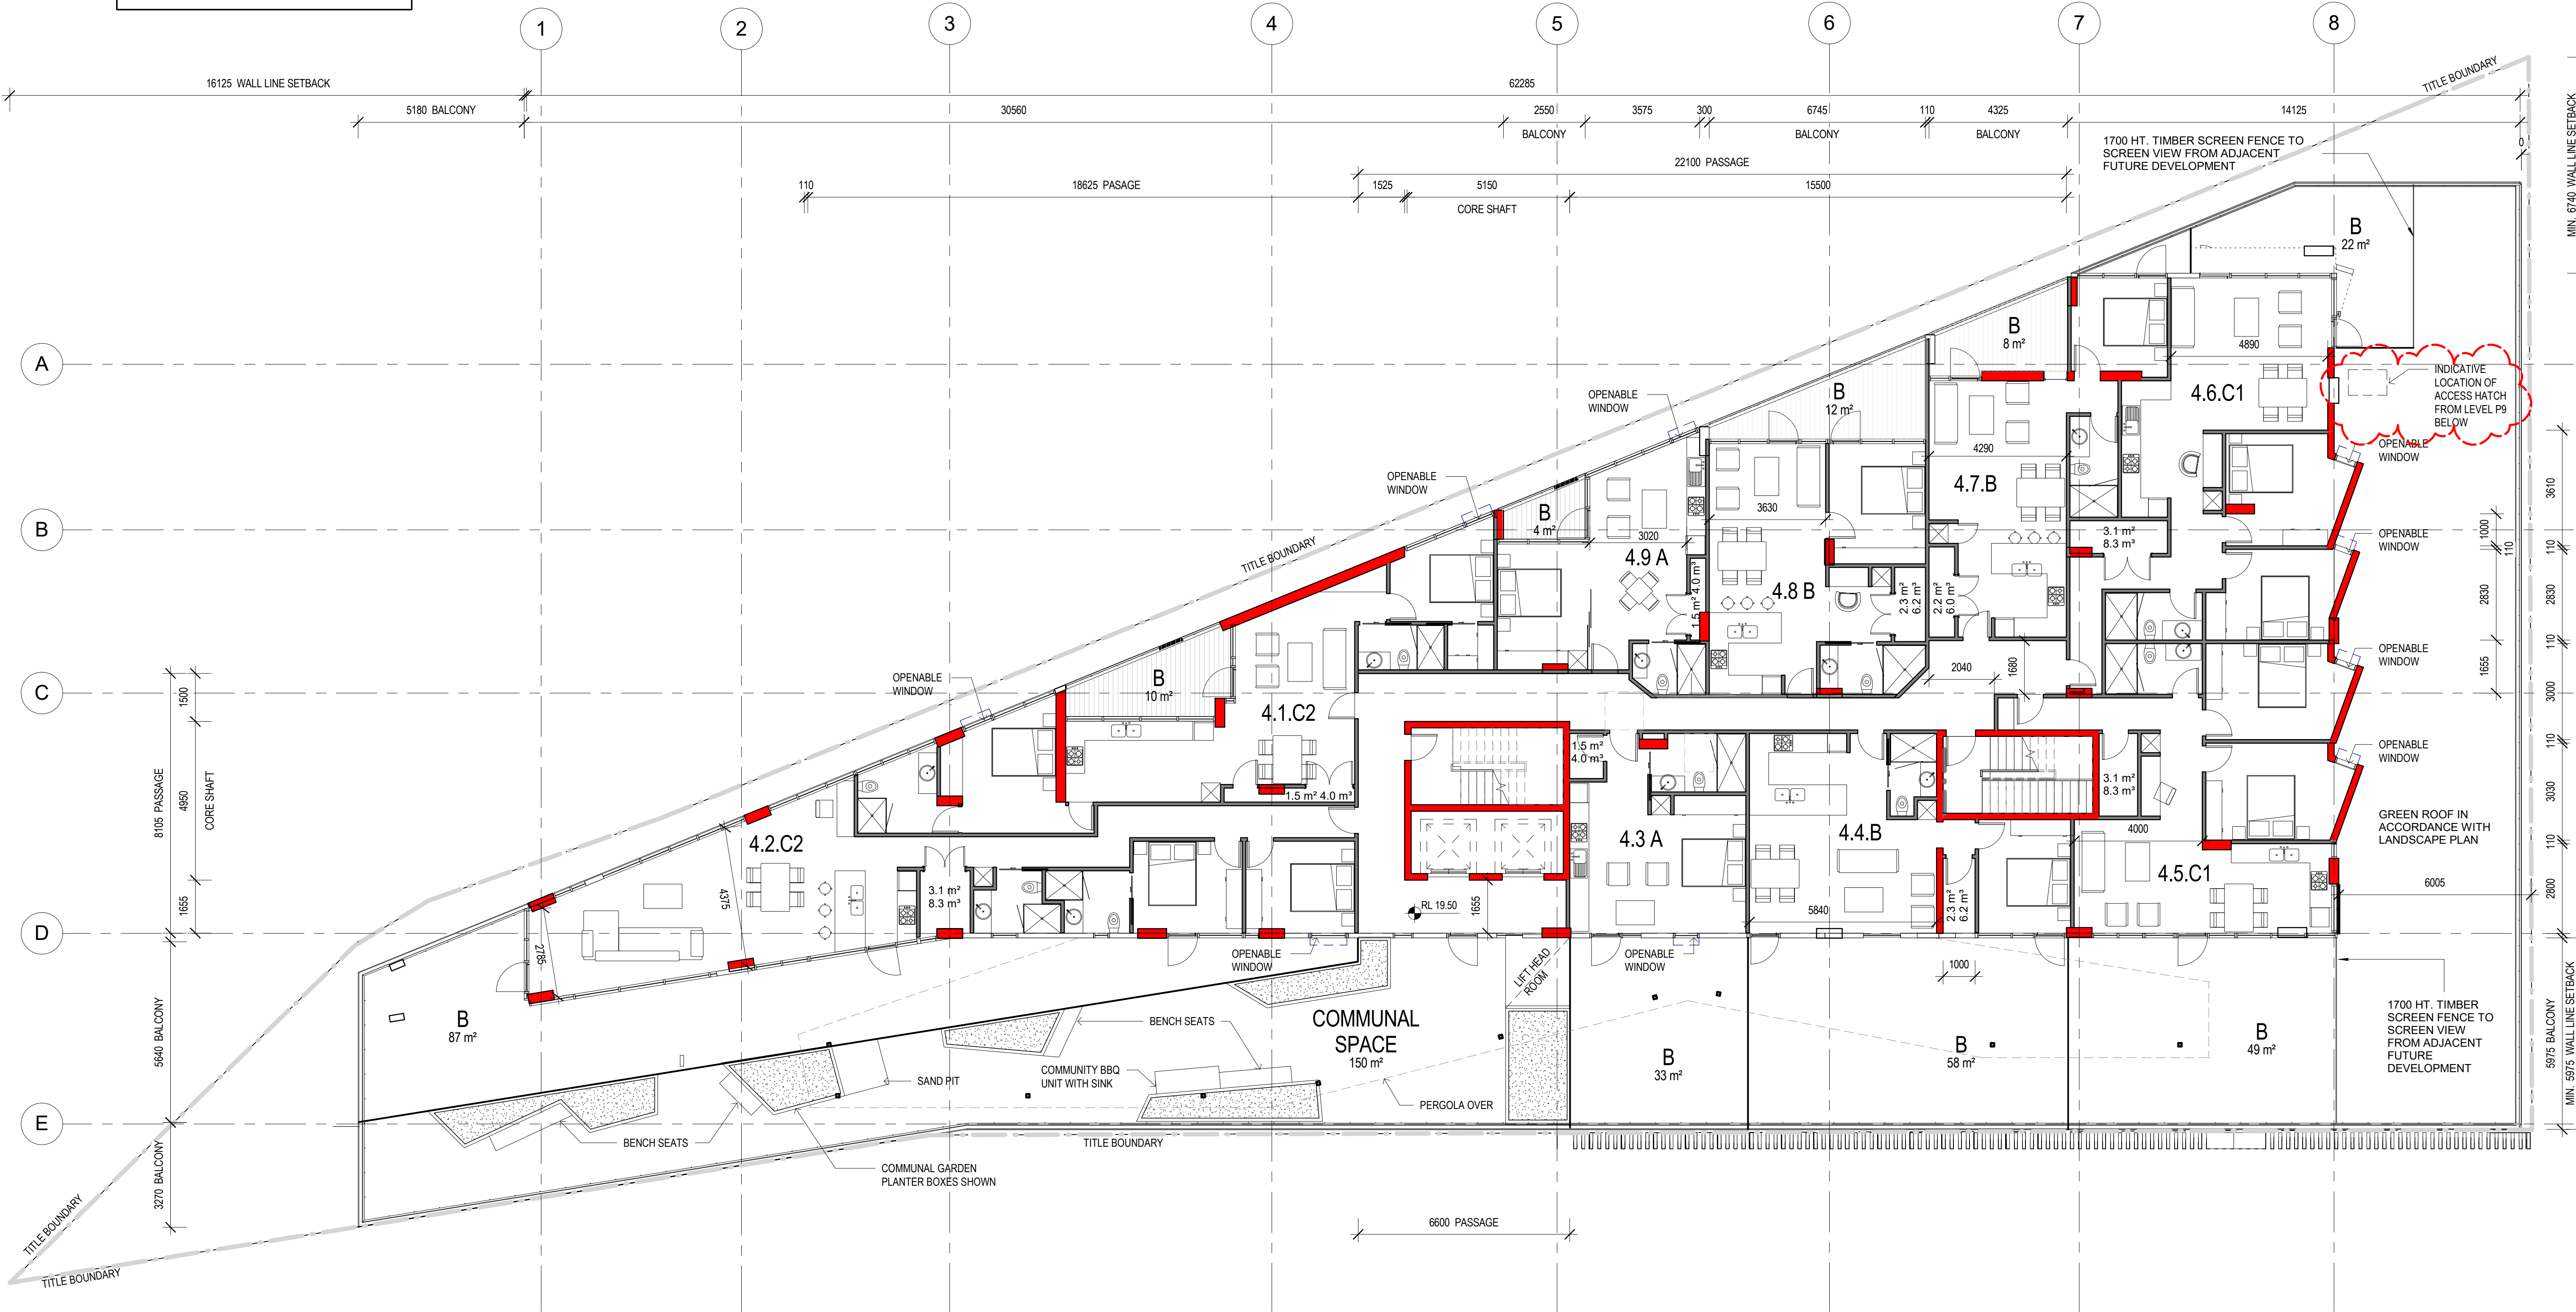 1
2
3
4
5
6
7
8
16125 WALL LINE SETBACK
62285
5180 BALCONY
30560
2550
BALCONY
3575
300
6745
BALCONY
110
4325
BALCONY
14125
0
22100 PASSAGE
110
18625 PASAGE
1525
5150
CORE SHAFT
15500
TITLE BOUNDARY
MIN. 6740 WALL LINE SETBACK
1700 HT. TIMBER SCREEN FENCE TO
SCREEN VIEW FROM ADJACENT
FUTURE DEVELOPMENT
B
22 m²
A
B
8 m²
4890
INDICATIVE
LOCATION OF
ACCESS HATCH
FROM LEVEL P9
BELOW
4.6.C1
OPENABLE
WINDOW
B
12 m²
OPENABLE
WINDOW
4290
4.7.B
OPENABLE
WINDOW
B
B
4 m²
3630
3020
4.9 A
4.8 B
1.5 m² 4.0 m³
2.3 m²
6.2 m³
2.2 m²
6.0 m³
3.1 m²
8.3 m³
OPENABLE
WINDOW
3610
1000
110
110
2830
2830
110
110
1655
3000
110
3030
110
2800
TITLE BOUNDARY
OPENABLE
WINDOW
2040
1680
C
OPENABLE
WINDOW
B
10 m²
4.1.C2
1.5 m² 4.0 m³
OPENABLE
WINDOW
1500
4950
CORE SHAFT
8105 PASSAGE
1655
1.5 m²
4.0 m³
3.1 m²
8.3 m³
GREEN ROOF IN
ACCORDANCE WITH
LANDSCAPE PLAN
4.2.C2
4375
3.1 m²
8.3 m³
4.3 A
4.4.B
4000
4.5.C1
6005
2.3 m²
6.2 m³
5840
RL 19.50
1655
D
2785
OPENABLE
WINDOW
LIFT HEAD
ROOM
OPENABLE
WINDOW
1000
1700 HT. TIMBER
SCREEN FENCE TO
SCREEN VIEW
FROM ADJACENT
FUTURE
DEVELOPMENT
5975 BALCONY
MIN. 5975 WALL LINE SETBACK
5640 BALCONY
B
87 m²
BENCH SEATS
COMMUNAL
SPACE
150 m²
B
33 m²
B
58 m²
B
49 m²
SAND PIT
COMMUNITY BBQ
UNIT WITH SINK
PERGOLA OVER
E
BENCH SEATS
TITLE BOUNDARY
COMMUNAL GARDEN
PLANTER BOXES SHOWN
3270 BALCONY
TITLE BOUNDARY
6600 PASSAGE
TITLE BOUNDARY